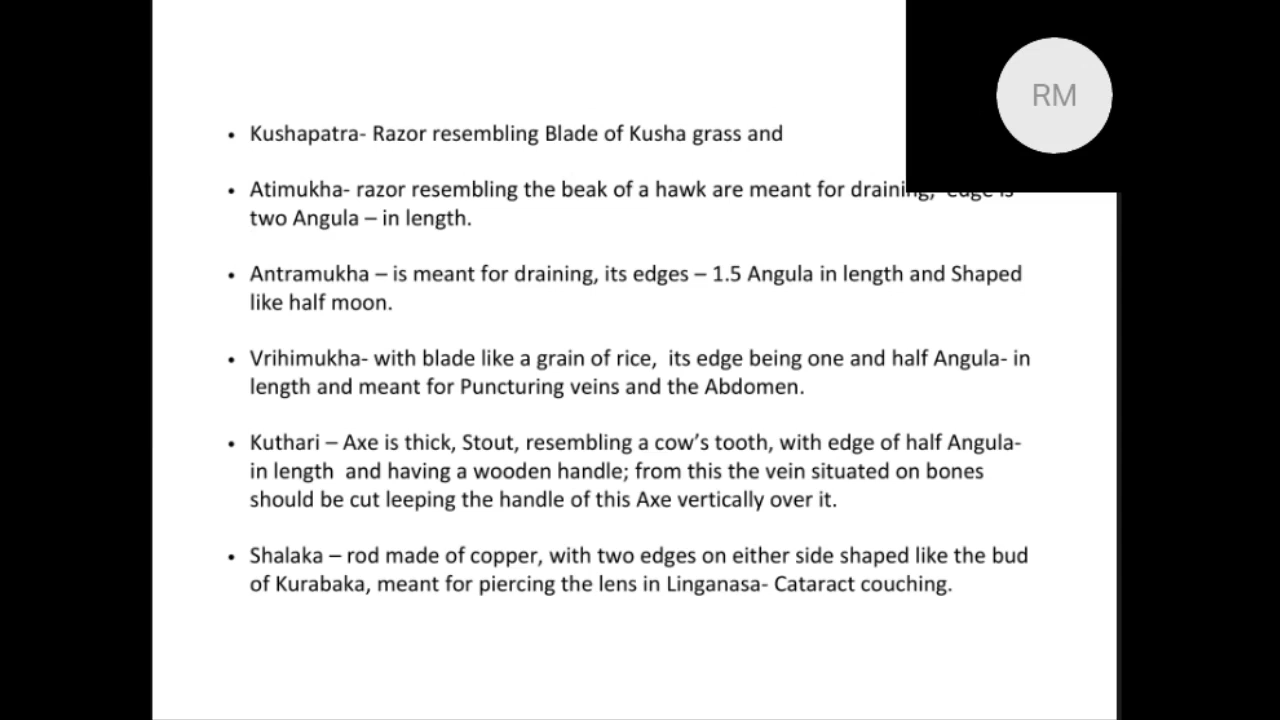 RM
• Kushapatra- Razor resembling Blade of Kusha grass and
• Atimukha- razor resembling the beak of a hawk are meant for draining, edge is
two Angula – in length.
• Antramukha – is meant for draining, its edges – 1.5 Angula in length and Shaped
like half moon.
• Vrihimukha- with blade like a grain of rice,  its edge being one and half Angula- in
length and meant for Puncturing veins and the Abdomen.
• Kuthari – Axe is thick, Stout, resembling a cow’s tooth, with edge of half Angula-
in length  and having a wooden handle; from this the vein situated on bones
should be cut leeping the handle of this Axe vertically over it.
• Shalaka – rod made of copper, with two edges on either side shaped like the bud
of Kurabaka, meant for piercing the lens in Linganasa- Cataract couching.